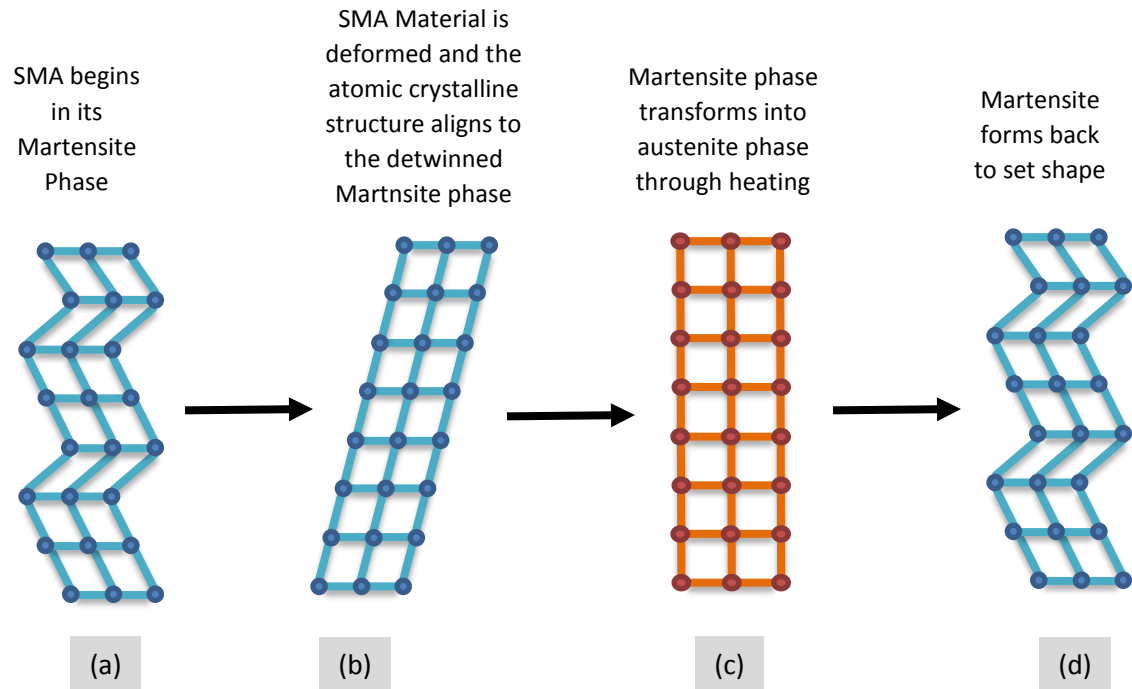 SMA begins
in its
Martensite
Phase
SMA Material is
deformed and the
atomic crystalline
structure aligns to
the detwinned
Martnsite phase
Martensite phase
transforms into
austenite phase
through heating
Martensite
forms back
to set shape
(a)
(b)
(c)
(d)